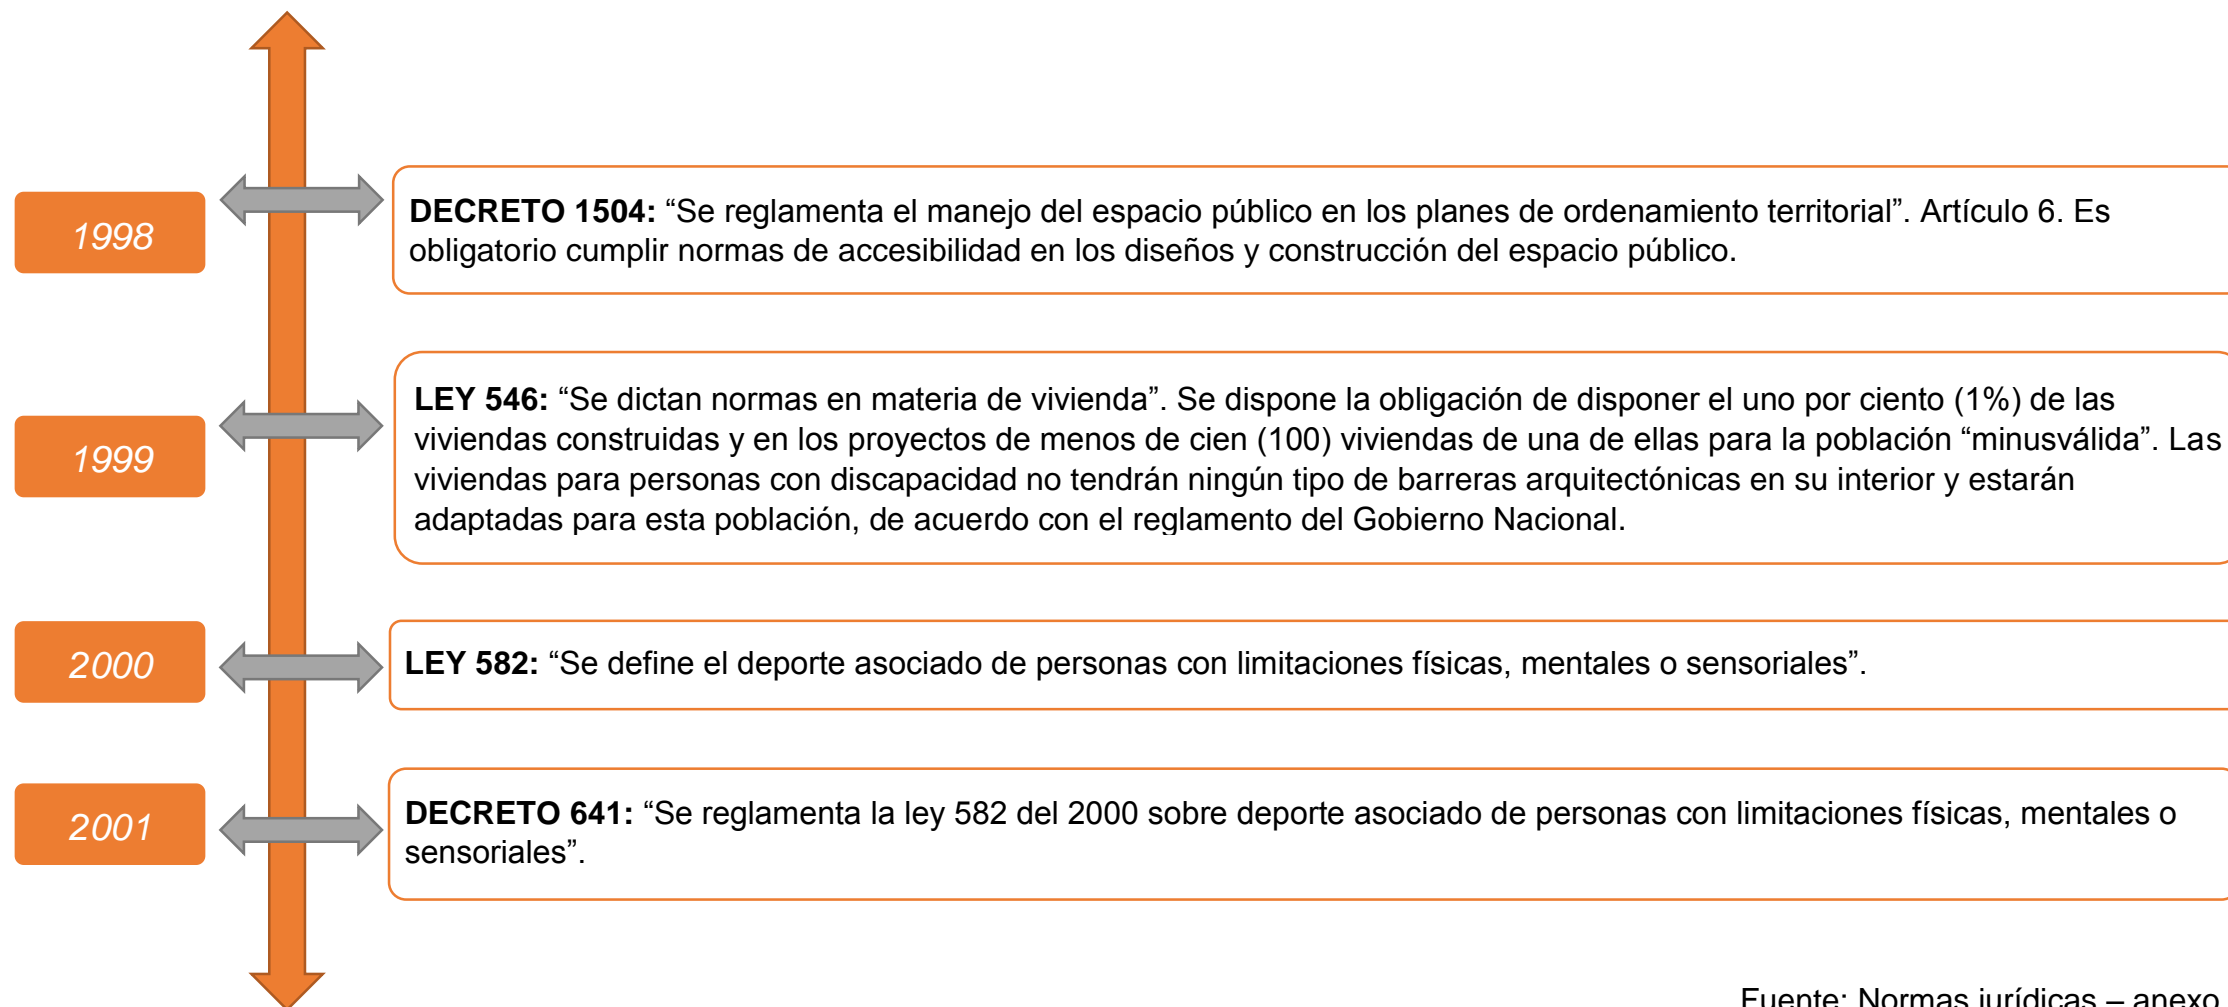 1998
DECRETO 1504: “Se reglamenta el manejo del espacio público en los planes de ordenamiento territorial”. Artículo 6. Es
obligatorio cumplir normas de accesibilidad en los diseños y construcción del espacio público.
1999
LEY 546: “Se dictan normas en materia de vivienda”. Se dispone la obligación de disponer el uno por ciento (1%) de las
viviendas construidas y en los proyectos de menos de cien (100) viviendas de una de ellas para la población “minusválida”. Las
viviendas para personas con discapacidad no tendrán ningún tipo de barreras arquitectónicas en su interior y estarán
adaptadas para esta población, de acuerdo con el reglamento del Gobierno Nacional.
2000
LEY 582: “Se define el deporte asociado de personas con limitaciones físicas, mentales o sensoriales”.
2001
DECRETO 641: “Se reglamenta la ley 582 del 2000 sobre deporte asociado de personas con limitaciones físicas, mentales o
sensoriales”.
Fuente: Normas jurídicas – anexo